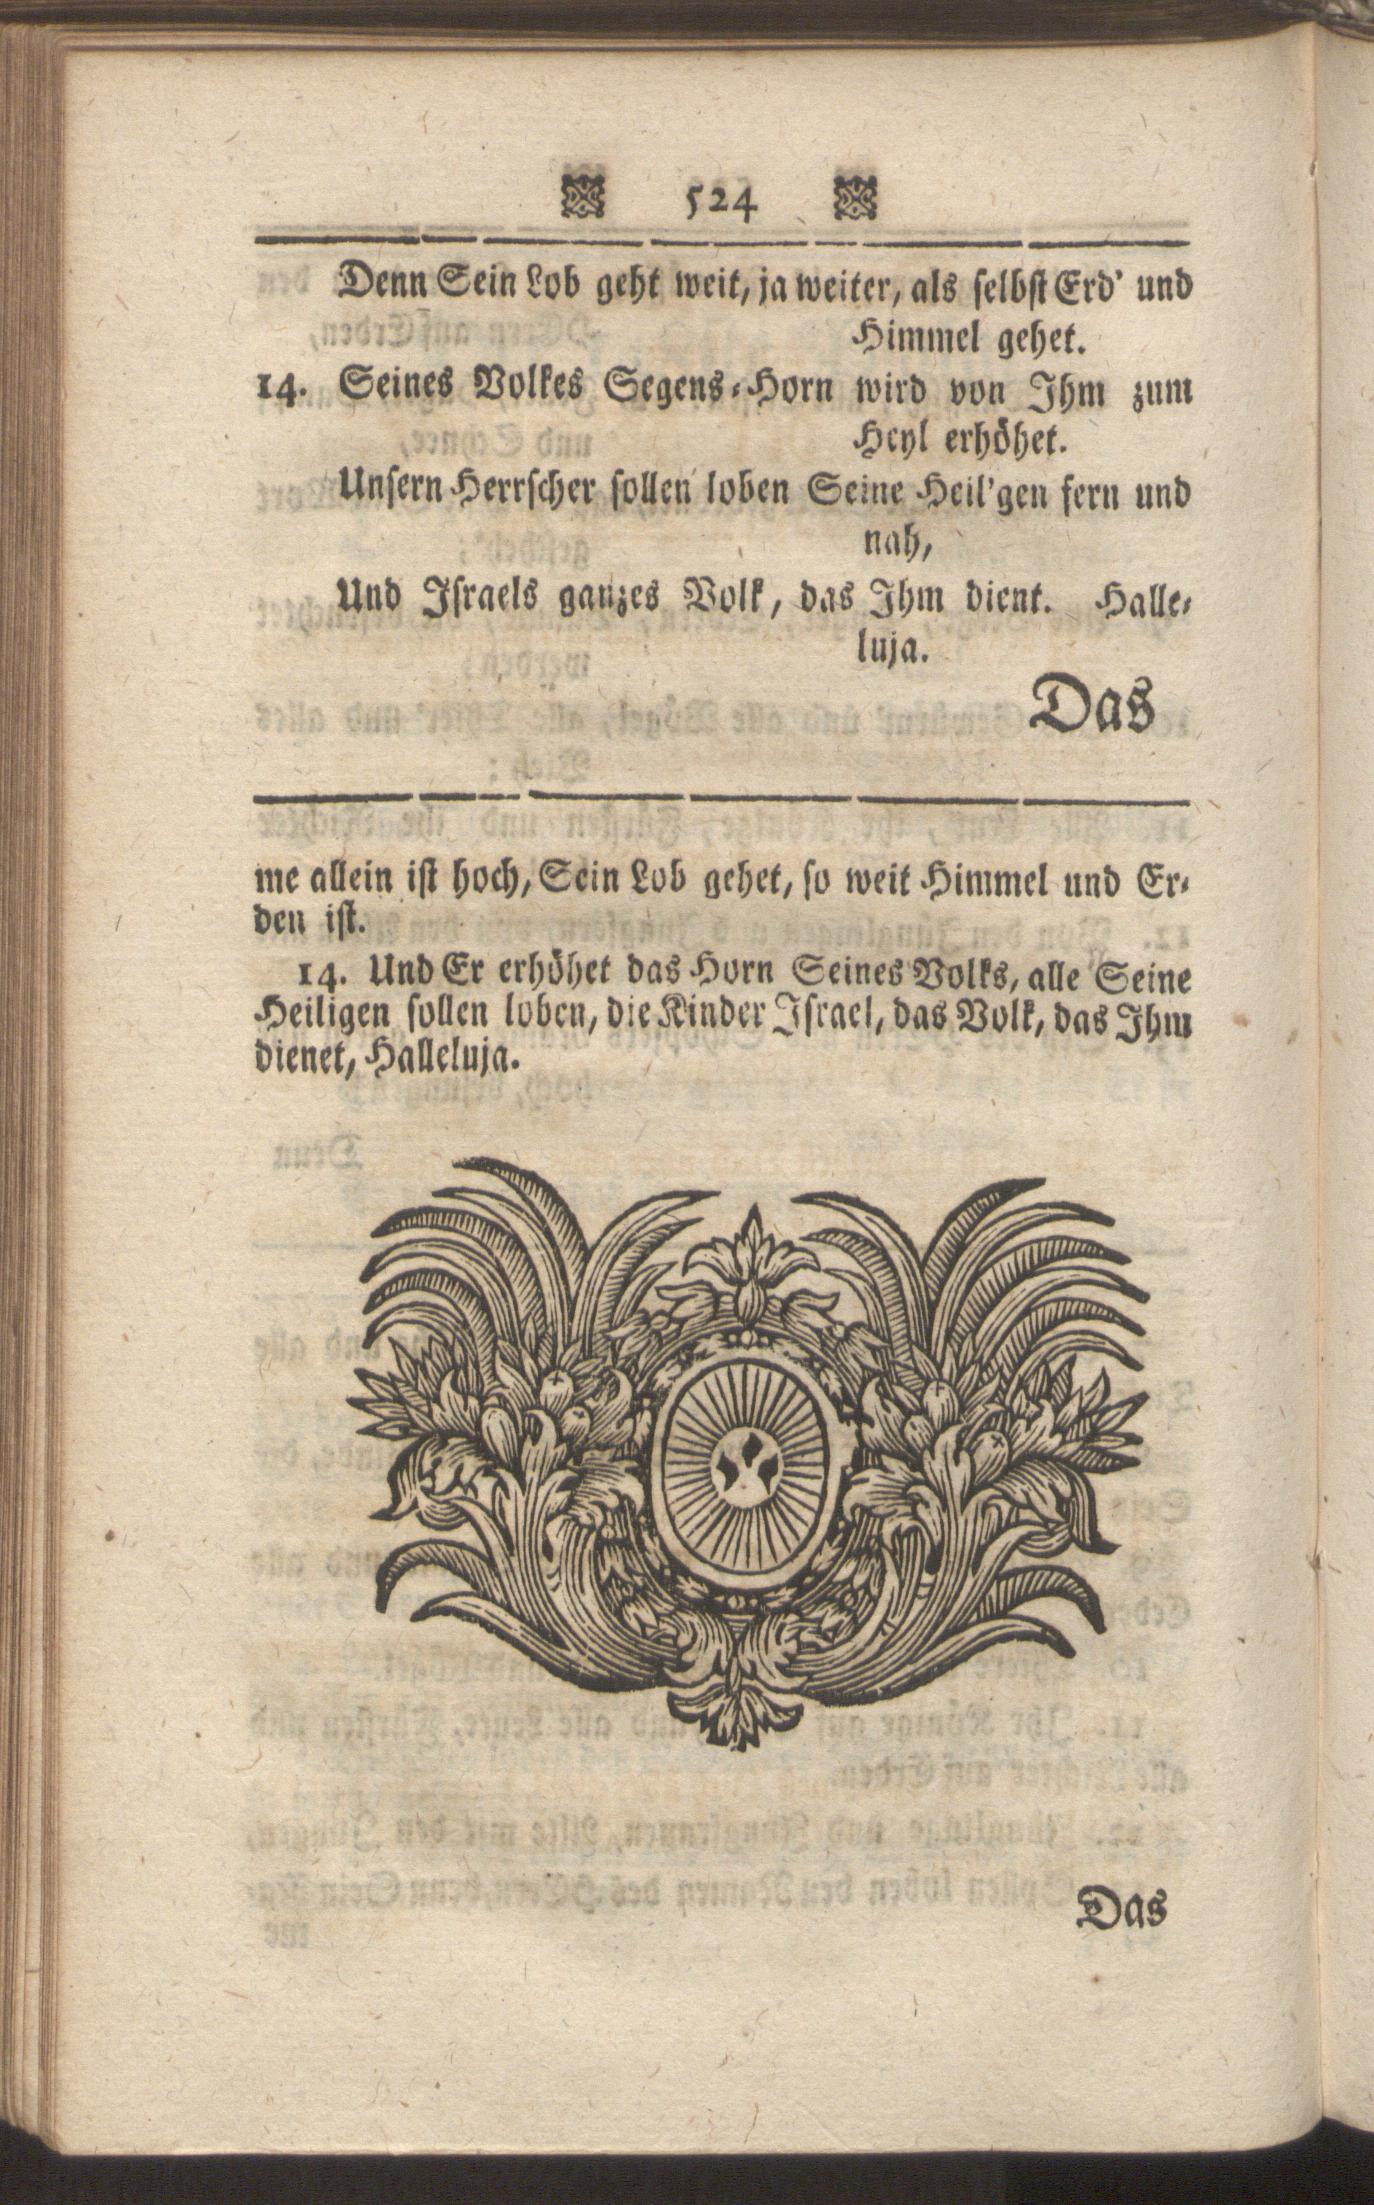 524
Denn Sein Lob geht weit, ja weiter, als selbst Erd' und
Himmel gehet.
14. Seines Volkes Segens-Horn wird von Ihm zum
Heyl erhöhet.
Unsern Herrscher sollen loben Seine Heil'gen fern und
nah,
Und Israels ganzes Volk, das Ihm dient. Halle-
luja.
Das
me allein ist hoch, Sein Lob gehet, so weit Himmel und Er-
den ist.
14. Und Er erhöhet das Horn Seines Volks, alle Seine
Heiligen sollen loben, die Kinder Israel, das Volk, das Ihm
dienet, Halleluja.
Das